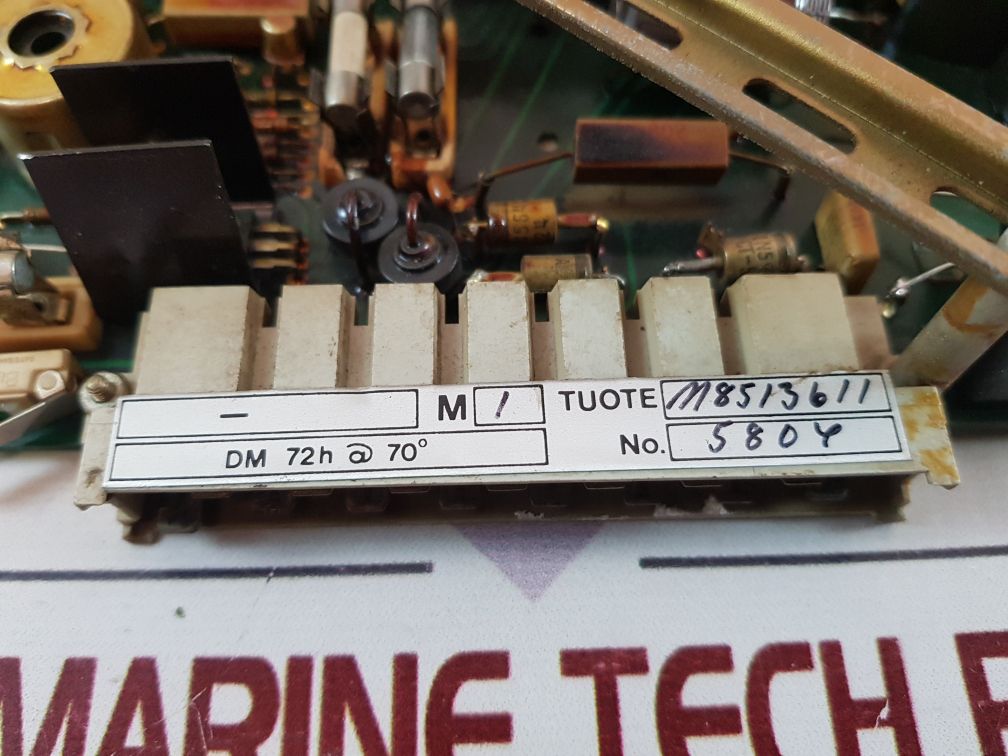 — M 1 TUOTE M8513611
DM 72h @ 70° No. 5804
MARINE TECH